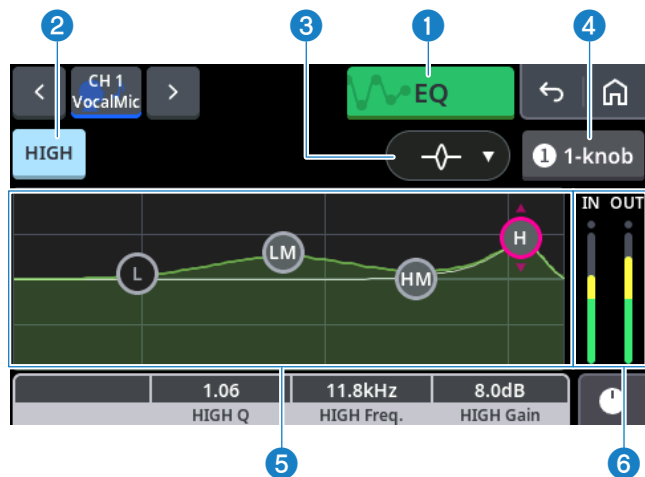 2 3 1 4
CH 1
VocalMic
EQ
HIGH
1 1-knob
IN OUT
H
LM
L
HM
1.06 11.8kHz 8.0dB
HIGH Q HIGH Freq. HIGH Gain
5 6